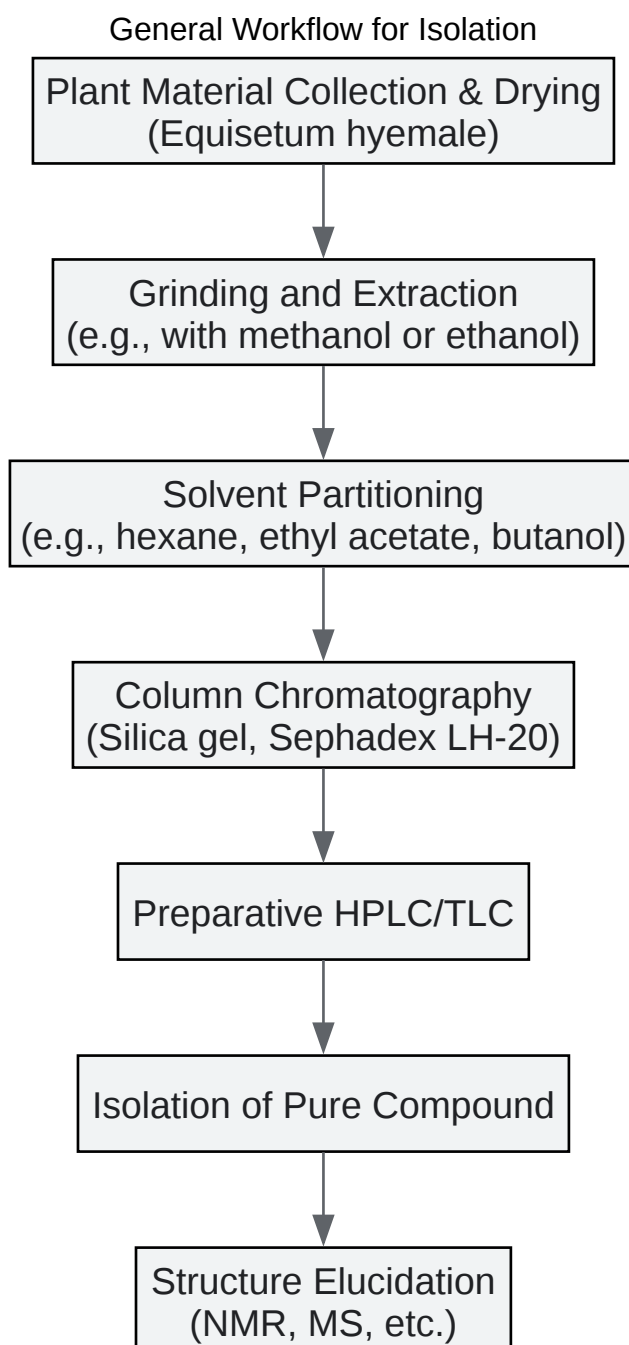 General Workflow for Isolation
Plant Material Collection & Drying
(Equisetum hyemale)
Grinding and Extraction
(e.g., with methanol or ethanol)
Solvent Partitioning
(e.g., hexane, ethyl acetate, butanol)
Column Chromatography
(Silica gel, Sephadex LH-20)
Preparative HPLC/TLC
Isolation of Pure Compound
Structure Elucidation
(NMR, MS, etc.)